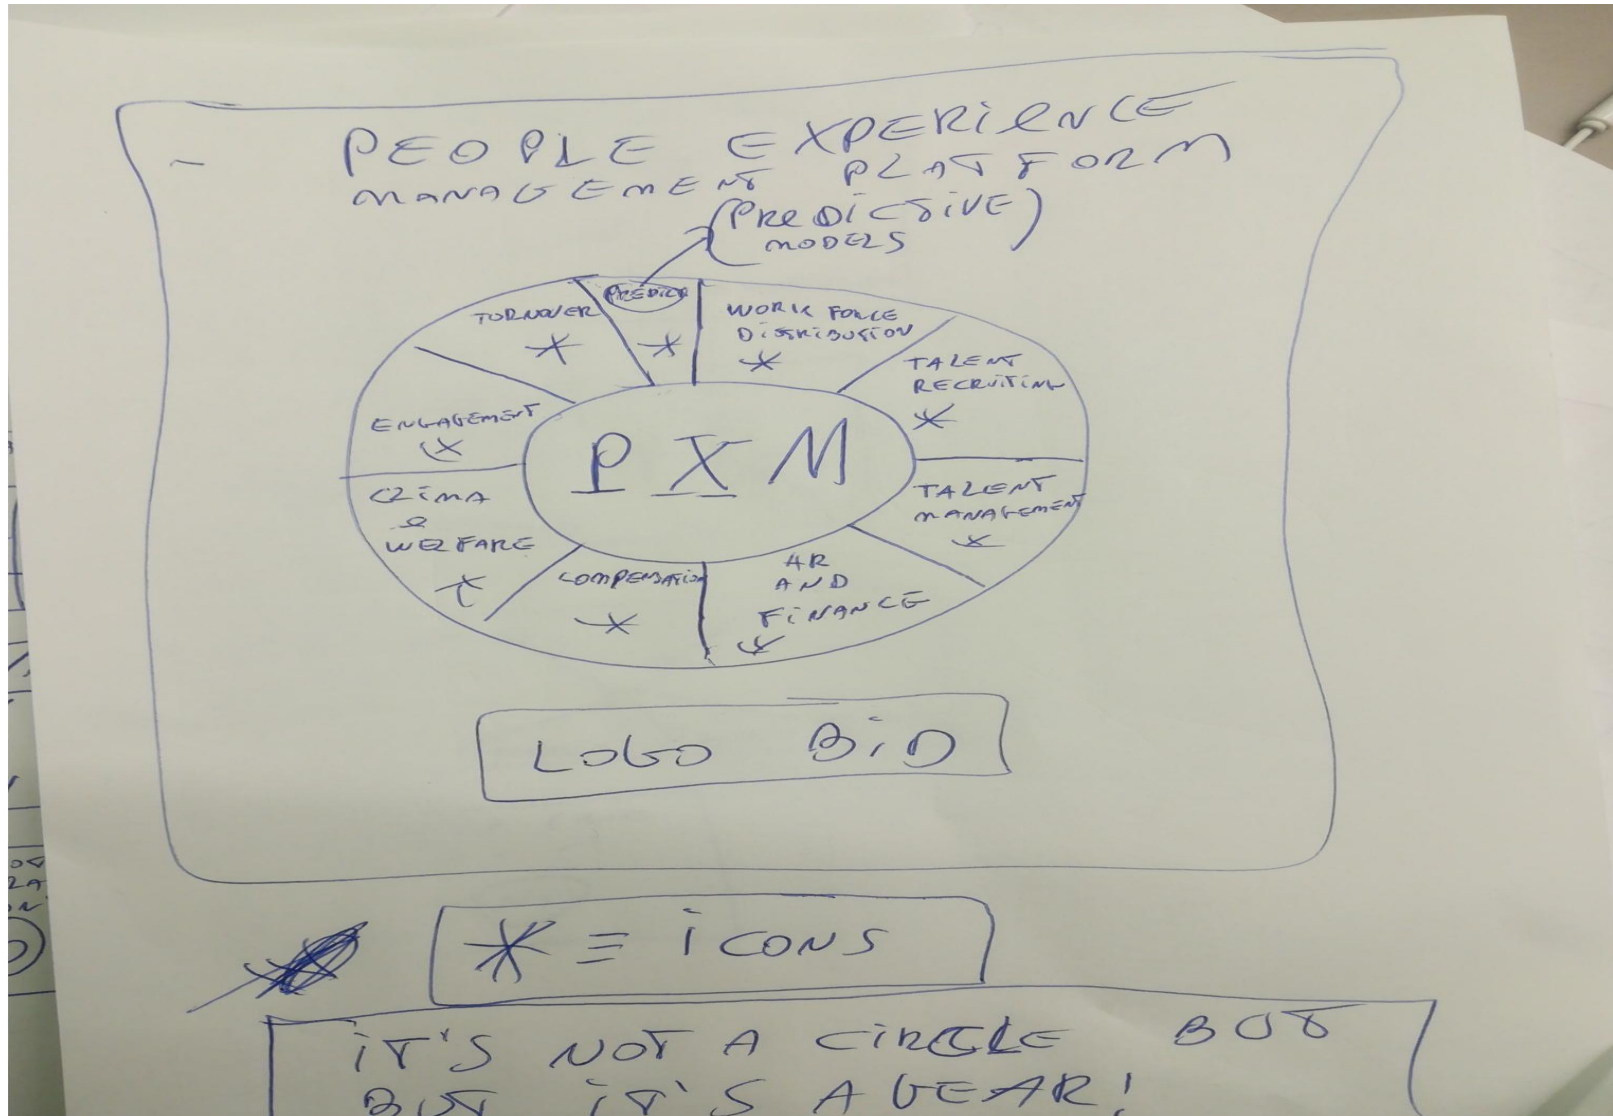 PEOPLE EXPERIENCE
MANAGEMENT PLATFORM
(PREDICTIVE)
MODELS
TURNOVER
*
PREDICT
*
WORK FORCE
DISTRIBUTION
*
TALENT
RECRUITING
*
TALENT
MANAGEMENT
*
AR
AND
FINANCE
*
COMPENSATION
*
CLIMA
e
WELFARE
*
ENGAGEMENT
*
PXM
LOGO BiD
* ≡ iCONS
iT'S NOT A CIRCLE BUT
BUT iT'S A GEAR!